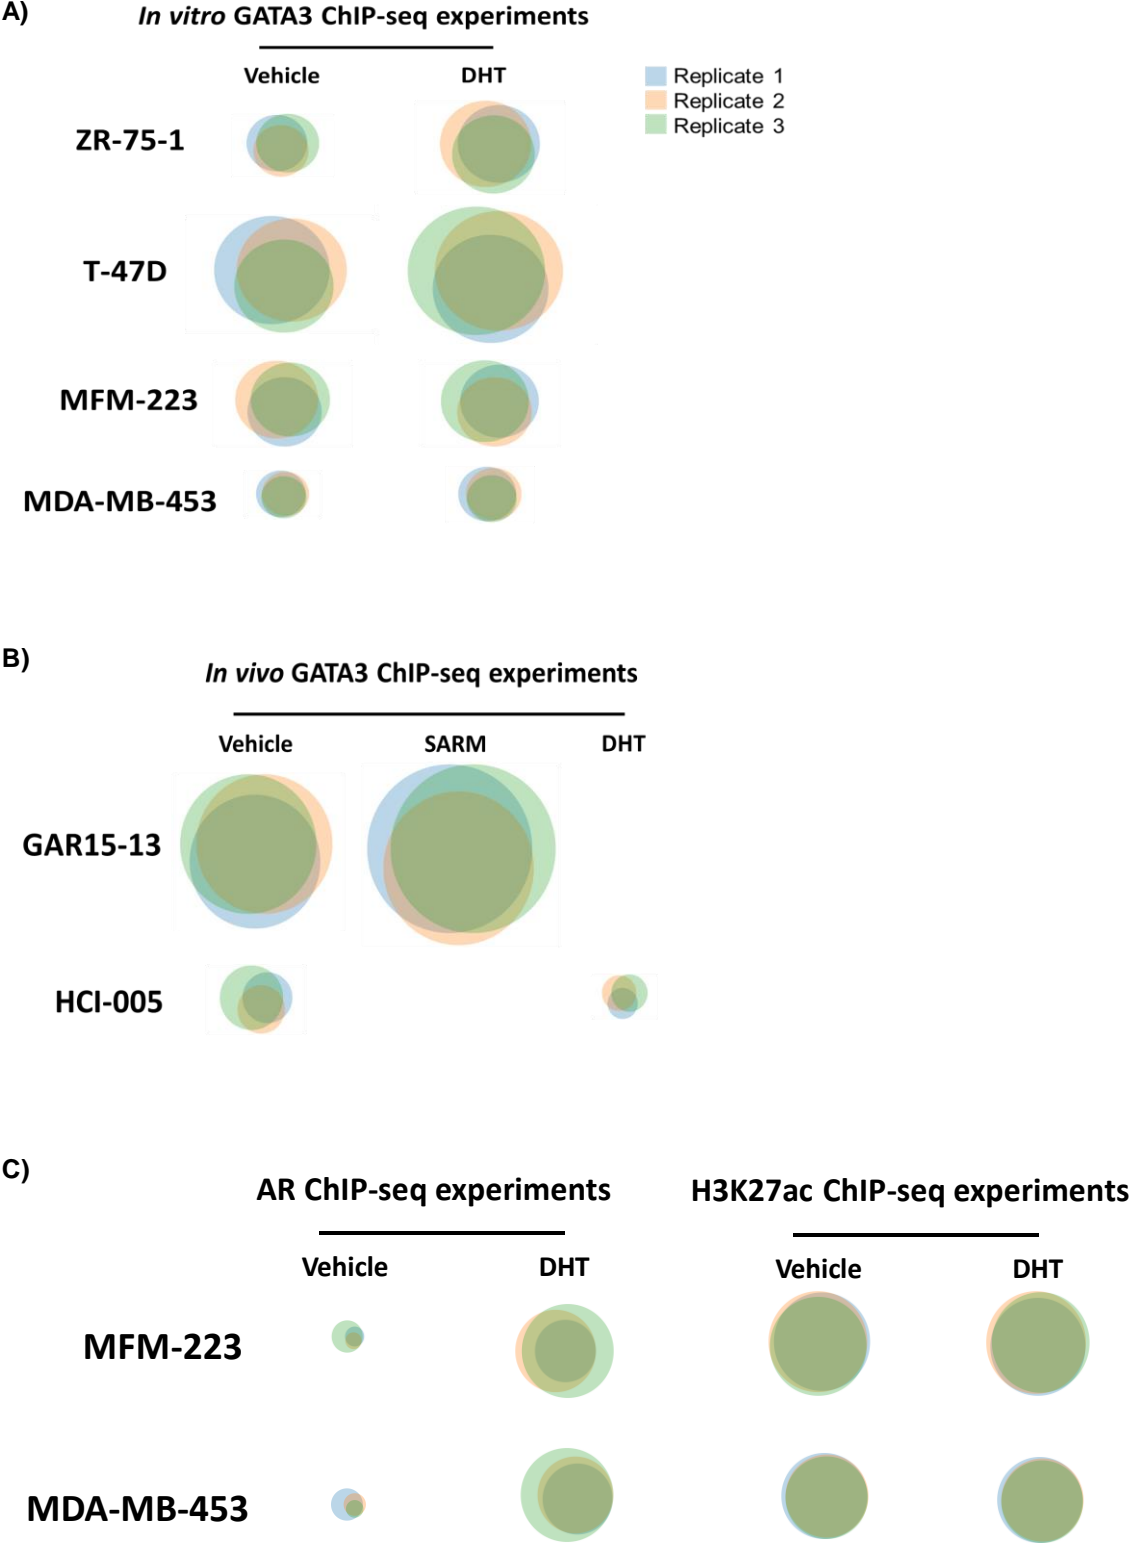 A)
In vitro GATA3 ChIP-seq experiments
Vehicle
DHT
Replicate 1
Replicate 2
Replicate 3
ZR-75-1
T-47D
MFM-223
MDA-MB-453
B)
In vivo GATA3 ChIP-seq experiments
Vehicle
SARM
DHT
GAR15-13
HCI-005
C)
AR ChIP-seq experiments
H3K27ac ChIP-seq experiments
Vehicle
DHT
Vehicle
DHT
MFM-223
MDA-MB-453